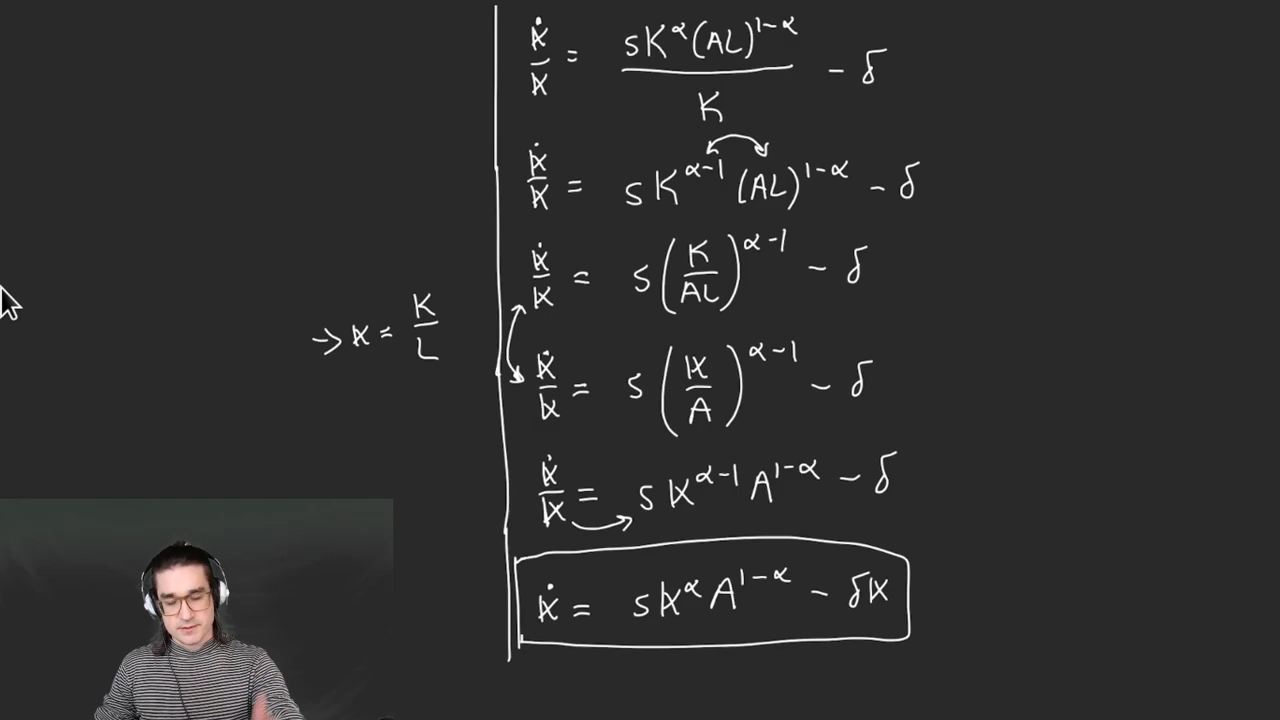 k̇/k = sK^α(AL)^{1-α}/K - δ
k̇/k = sK^{α-1}(AL)^{1-α} - δ
k̇/k = s(K/AL)^{α-1} - δ
→ k = K/L
k̇/k = s(k/A)^{α-1} - δ
k̇/k = sk^{α-1}A^{1-α} - δ
k̇ = sk^αA^{1-α} - δk